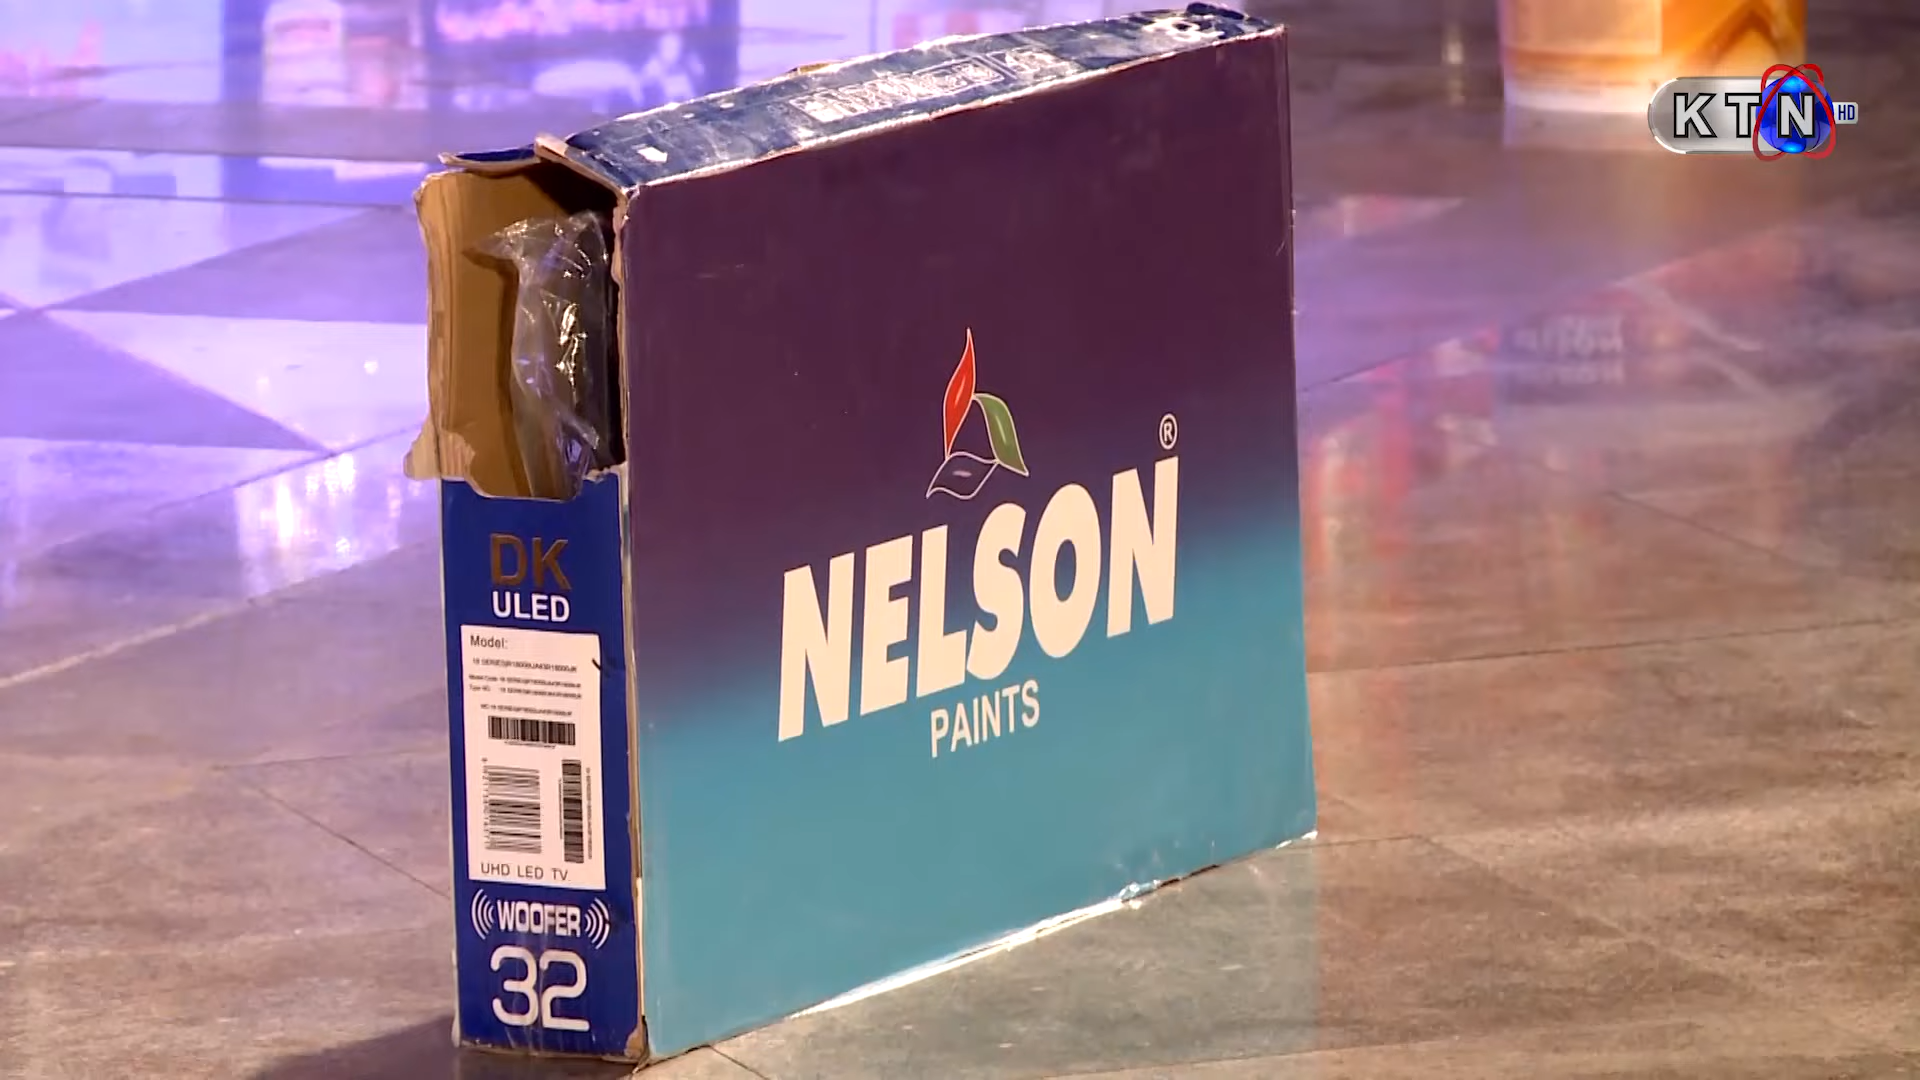 KTN HD
NELSON ®
PAINTS
DK
ULED
Model:
UHD LED TV
WOOFER
32